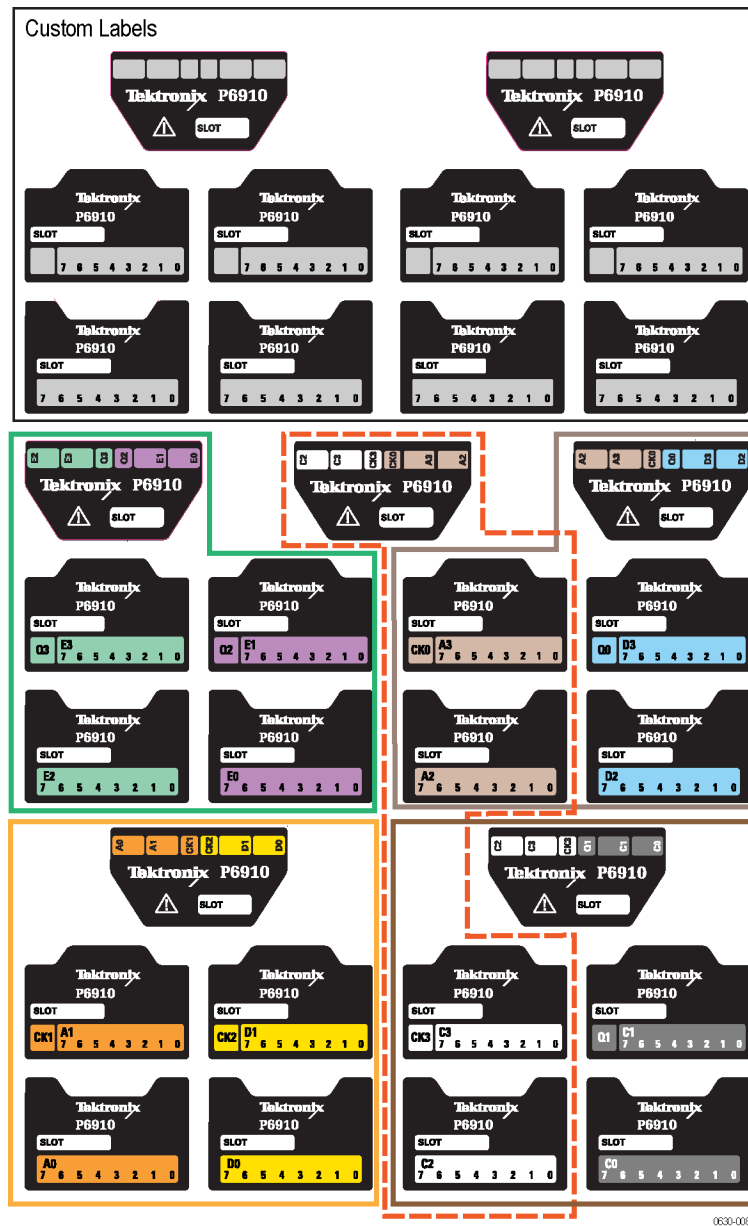 Custom Labels
Tektronix P6910
SLOT
Tektronix P6910
SLOT
Tektronix
P6910
SLOT
7 6 5 4 3 2 1 0
Tektronix
P6910
SLOT
7 6 5 4 3 2 1 0
Tektronix
P6910
SLOT
7 6 5 4 3 2 1 0
Tektronix
P6910
SLOT
7 6 5 4 3 2 1 0
Tektronix
P6910
SLOT
7 6 5 4 3 2 1 0
Tektronix
P6910
SLOT
7 6 5 4 3 2 1 0
Tektronix
P6910
SLOT
7 6 5 4 3 2 1 0
Tektronix
P6910
SLOT
7 6 5 4 3 2 1 0
E2 E3 Q3 Q2 E1 E0
Tektronix P6910
SLOT
C2 C3 CK3 CK0 A3 A2
Tektronix P6910
SLOT
A2 A3 CK0 Q0 D3 D2
Tektronix P6910
SLOT
Tektronix
P6910
SLOT
Q3 E3
7 6 5 4 3 2 1 0
Tektronix
P6910
SLOT
Q2 E1
7 6 5 4 3 2 1 0
Tektronix
P6910
SLOT
CK0 A3
7 6 5 4 3 2 1 0
Tektronix
P6910
SLOT
Q0 D3
7 6 5 4 3 2 1 0
Tektronix
P6910
SLOT
E2
7 6 5 4 3 2 1 0
Tektronix
P6910
SLOT
E0
7 6 5 4 3 2 1 0
Tektronix
P6910
SLOT
A2
7 6 5 4 3 2 1 0
Tektronix
P6910
SLOT
D2
7 6 5 4 3 2 1 0
A0 A1 CK1 CK2 D1 D0
Tektronix P6910
SLOT
C2 C3 CK3 Q1 C1 C0
Tektronix P6910
SLOT
Tektronix
P6910
SLOT
CK1 A1
7 6 5 4 3 2 1 0
Tektronix
P6910
SLOT
CK2 D1
7 6 5 4 3 2 1 0
Tektronix
P6910
SLOT
CK3 C3
7 6 5 4 3 2 1 0
Tektronix
P6910
SLOT
Q1 C1
7 6 5 4 3 2 1 0
Tektronix
P6910
SLOT
A0
7 6 5 4 3 2 1 0
Tektronix
P6910
SLOT
D0
7 6 5 4 3 2 1 0
Tektronix
P6910
SLOT
C2
7 6 5 4 3 2 1 0
Tektronix
P6910
SLOT
C0
7 6 5 4 3 2 1 0